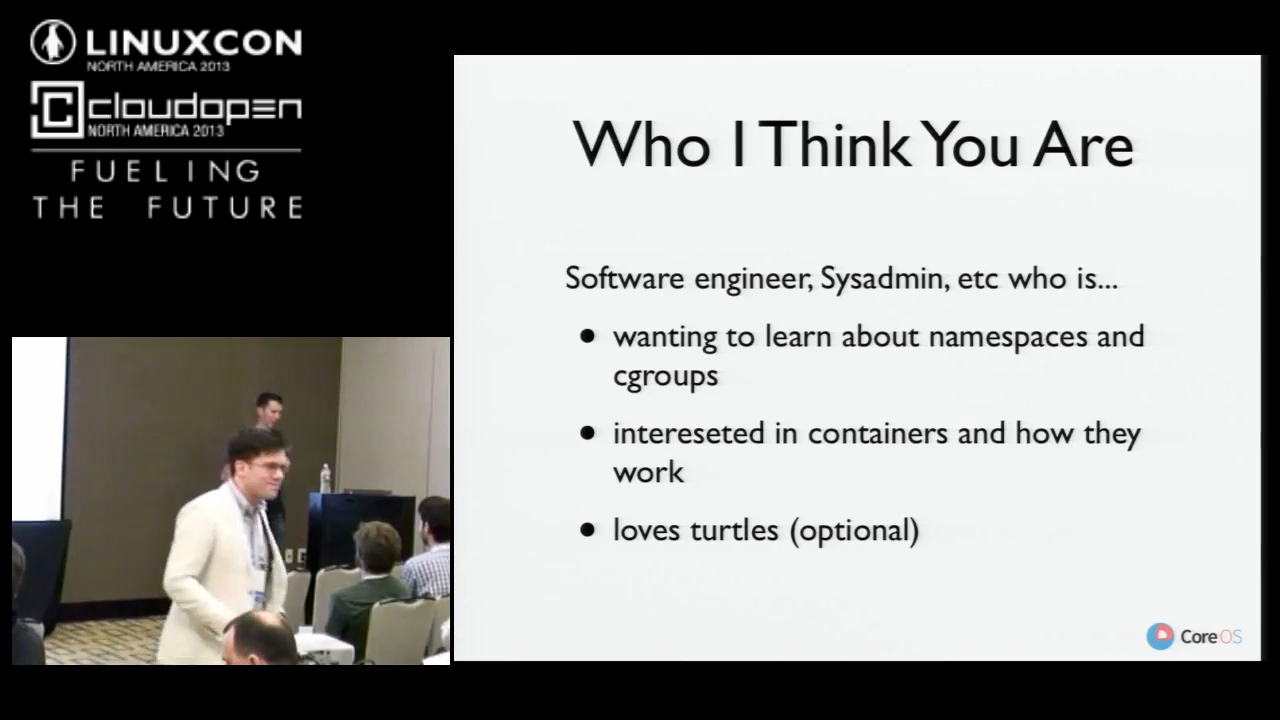 LINUXCON
NORTH AMERICA 2013
cloudopen
NORTH AMERICA 2013
FUELING
THE FUTURE
Who I Think You Are
Software engineer, Sysadmin, etc who is...
• wanting to learn about namespaces and
cgroups
• intereseted in containers and how they
work
• loves turtles (optional)
CoreOS